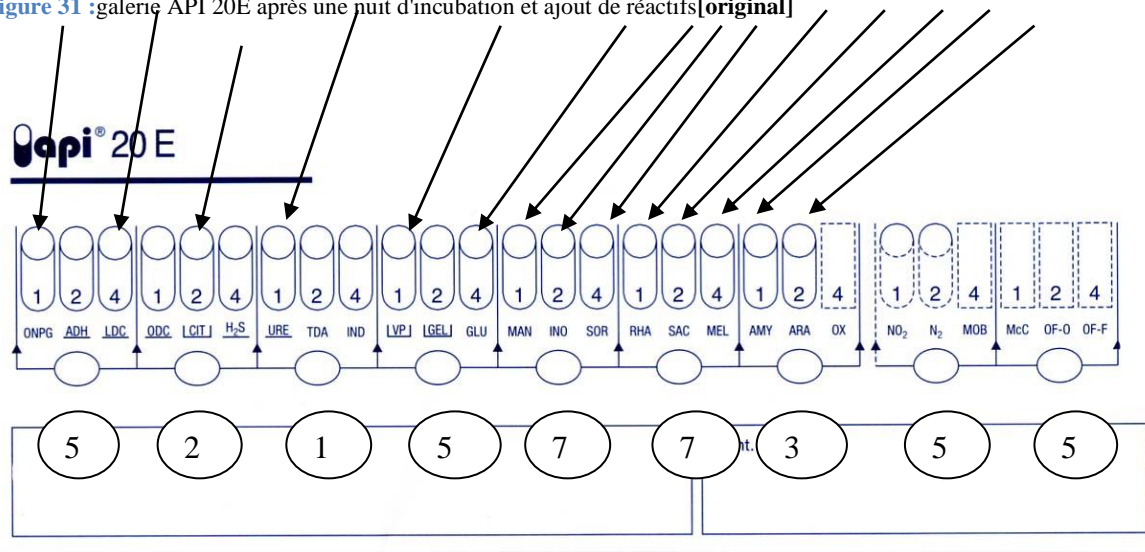 igure 31 :galerie API 20E après une nuit d'incubation et ajout de réactifs[original]
api® 20 E
1 2 4 1 2 4 1 2 4 1 2 4 1 2 4 1 2 4 1 2 4 1 2 4 1 2 4
ONPG ADH LDC ODC CIT H₂S URE TDA IND VP GEL GLU MAN INO SOR RHA SAC MEL AMY ARA OX NO₂ N₂ MOB McC OF-O OF-F
5 2 1 5 7 7 nt. 3 5 5